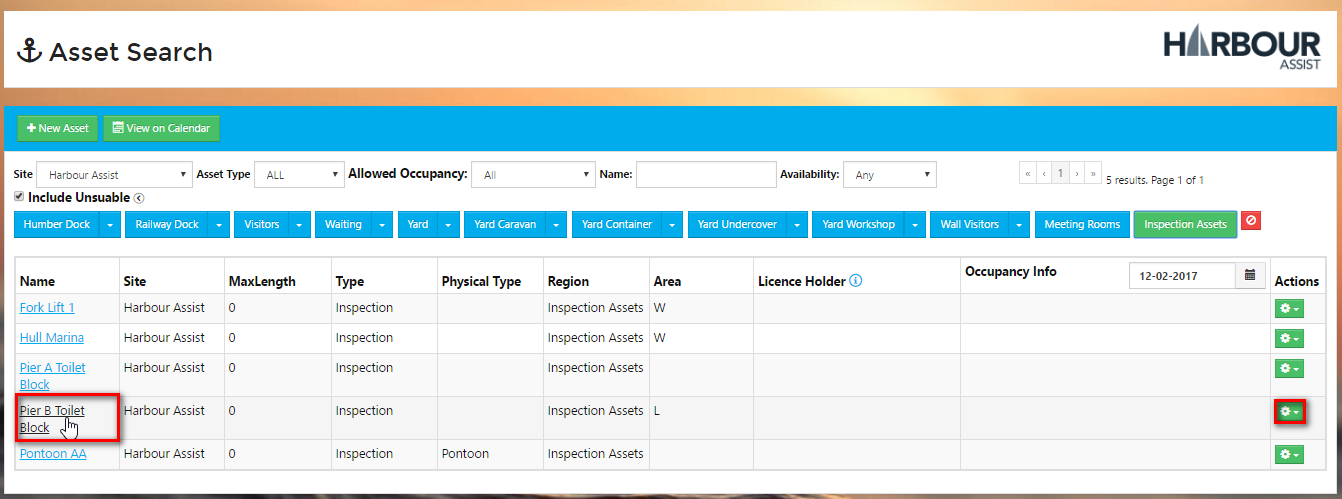 Asset Search
HARBOUR
ASSIST
New Asset
View on Calendar
Site Harbour Assist Asset Type ALL Allowed Occupancy: All Name: Availability: Any « ‹ 1 › » 5 results. Page 1 of 1
Include Unsuable
Humber Dock Railway Dock Visitors Waiting Yard Yard Caravan Yard Container Yard Undercover Yard Workshop Wall Visitors Meeting Rooms Inspection Assets
Name Site MaxLength Type Physical Type Region Area Licence Holder Occupancy Info 12-02-2017 Actions
Fork Lift 1 Harbour Assist 0 Inspection Inspection Assets W
Hull Marina Harbour Assist 0 Inspection Inspection Assets W
Pier A Toilet Harbour Assist 0 Inspection Inspection Assets
Block
Pier B Toilet Harbour Assist 0 Inspection Inspection Assets L
Block
Pontoon AA Harbour Assist 0 Inspection Pontoon Inspection Assets